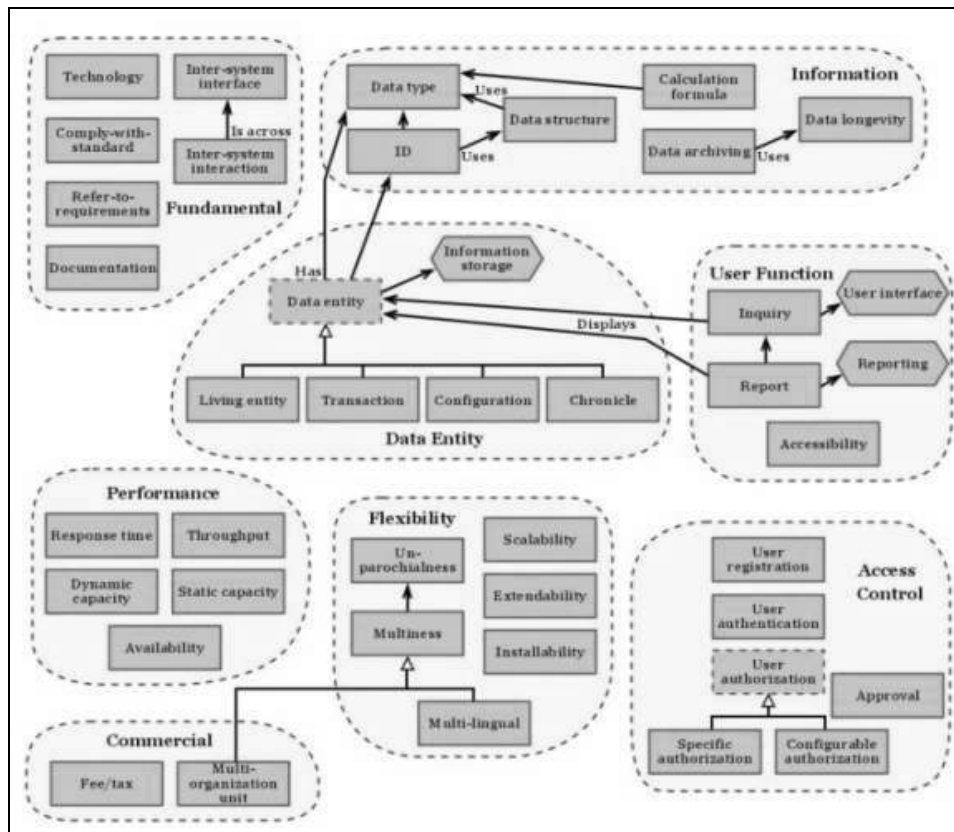 Technology
Inter-system
interface
Is across
Comply-with-
standard
Inter-system
interaction
Refer-to-
requirements
Fundamental
Documentation
Information
Data type
Uses
Calculation
formula
Data structure
Data longevity
ID
Uses
Data archiving
Uses
Information
storage
Has
Data entity
Displays
Living entity
Transaction
Configuration
Chronicle
Data Entity
User Function
User interface
Inquiry
Reporting
Report
Accessibility
Performance
Response time
Throughput
Dynamic
capacity
Static capacity
Availability
Flexibility
Un-
parochialness
Scalability
Extendability
Multiness
Installability
Multi-lingual
Commercial
Fee/tax
Multi-
organization
unit
User
registration
Access
Control
User
authentication
User
authorization
Approval
Specific
authorization
Configurable
authorization